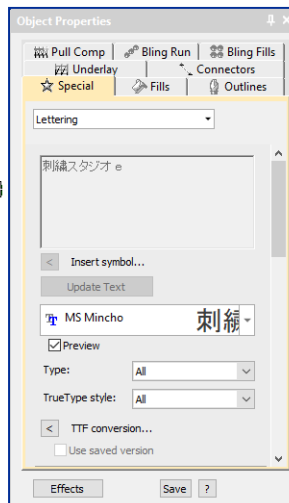 Object Properties
Pull Comp
Bling Run
Bling Fills
Underlay
Connectors
Special
Fills
Outlines
Lettering
刺繍スタジオ e
< Insert symbol...
Update Text
MS Mincho 刺繍
Preview
Type: All
TrueType style: All
< TTF conversion...
Use saved version
Effects
Save
?